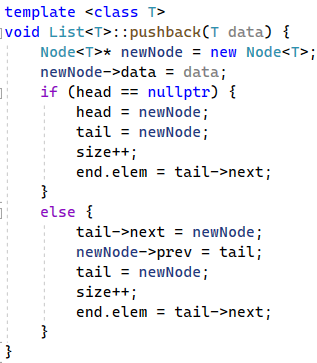 template <class T>
void List<T>::pushback(T data) {
    Node<T>* newNode = new Node<T>;
    newNode->data = data;
    if (head == nullptr) {
        head = newNode;
        tail = newNode;
        size++;
        end.elem = tail->next;
    }
    else {
        tail->next = newNode;
        newNode->prev = tail;
        tail = newNode;
        size++;
        end.elem = tail->next;
    }
}